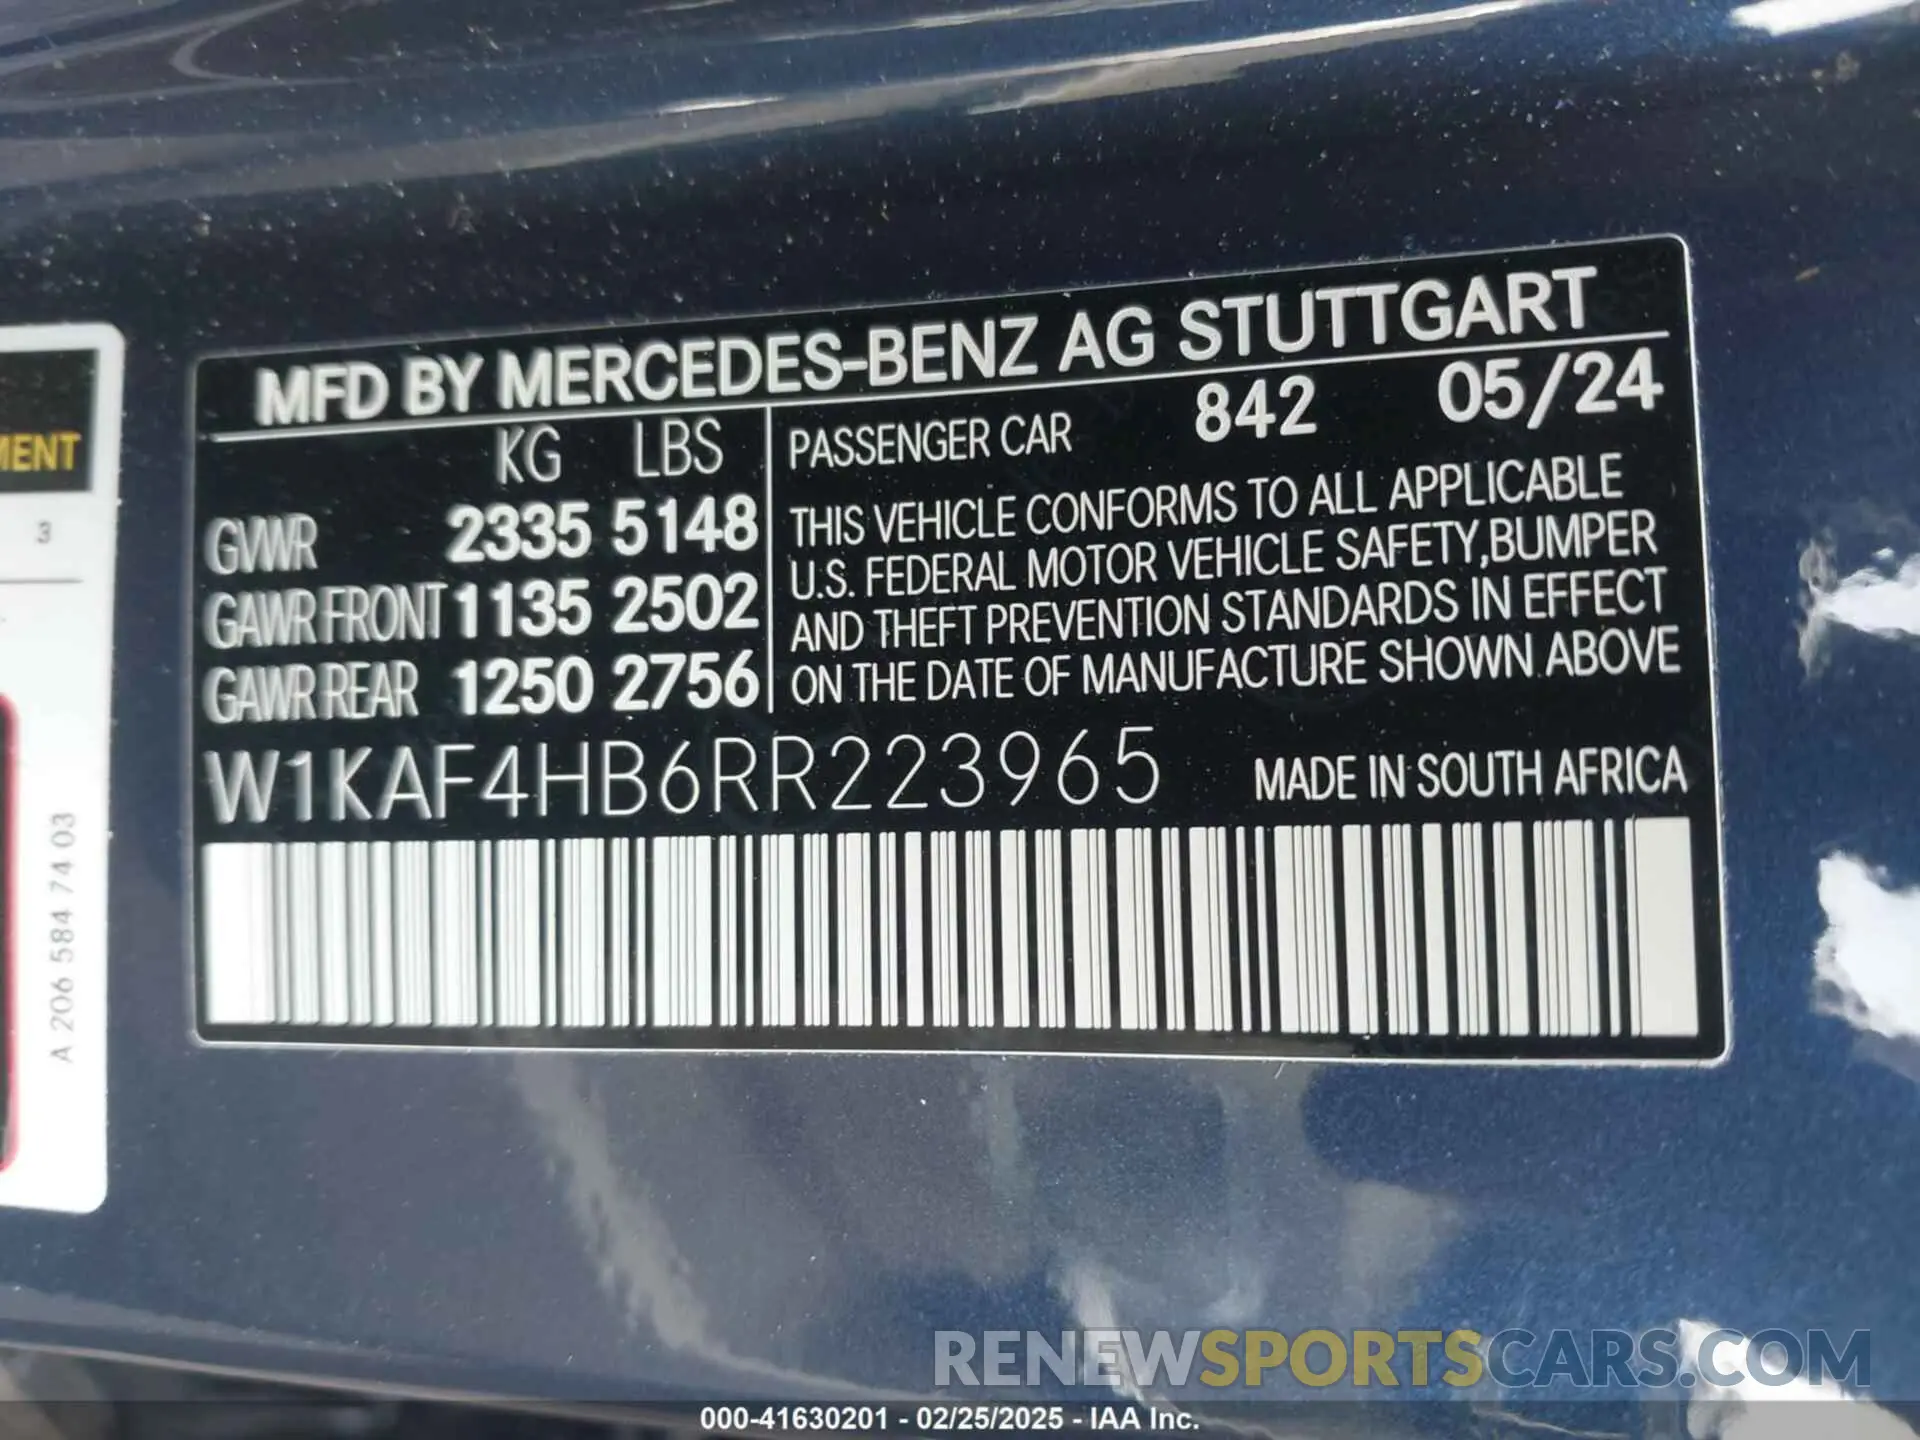 MFD BY MERCEDES-BENZ AG STUTTGART
KG LBS
GVWR 2335 5148
GAWR FRONT 1135 2502
GAWR REAR 1250 2756
PASSENGER CAR 842 05/24
THIS VEHICLE CONFORMS TO ALL APPLICABLE
U.S. FEDERAL MOTOR VEHICLE SAFETY,BUMPER
AND THEFT PREVENTION STANDARDS IN EFFECT
ON THE DATE OF MANUFACTURE SHOWN ABOVE
W1KAF4HB6RR223965 MADE IN SOUTH AFRICA
MENT
3
A 206 584 74 03
RENEWSPORTSCARS.COM
000-41630201 - 02/25/2025 - IAA Inc.